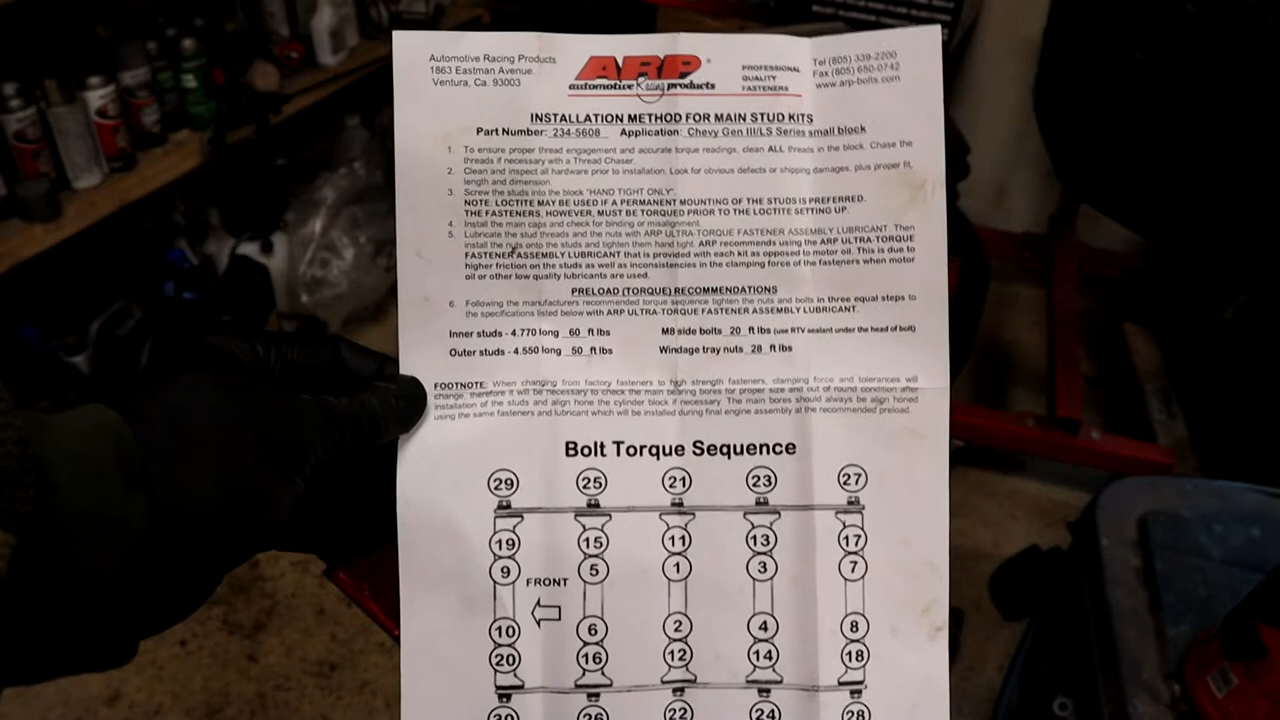 Automotive Racing Products
1863 Eastman Avenue.
Ventura, Ca. 93003
ARP
automotive Racing products
PROFESSIONAL
QUALITY
FASTENERS
Tel (805) 339-2200
Fax (805) 650-0742
www.arp-bolts.com
INSTALLATION METHOD FOR MAIN STUD KITS
Part Number: 234-5608 Application: Chevy Gen III/LS Series small block
1. To ensure proper thread engagement and accurate torque readings, clean ALL threads in the block. Chase the
threads if necessary with a Thread Chaser.
2. Clean and inspect all hardware prior to installation. Look for obvious defects or shipping damages, plus proper fit,
length and dimension.
3. Screw the studs into the block "HAND TIGHT ONLY".
NOTE: LOCTITE MAY BE USED IF A PERMANENT MOUNTING OF THE STUDS IS PREFERRED.
THE FASTENERS, HOWEVER, MUST BE TORQUED PRIOR TO THE LOCTITE SETTING UP.
4. Install the main caps and check for binding or misalignment.
5. Lubricate the stud threads and the nuts with ARP ULTRA-TORQUE FASTENER ASSEMBLY LUBRICANT. Then
install the nuts onto the studs and tighten them hand tight. ARP recommends using the ARP ULTRA-TORQUE
FASTENER ASSEMBLY LUBRICANT that is provided with each kit as opposed to motor oil. This is due to
higher friction on the studs as well as inconsistencies in the clamping force of the fasteners when motor
oil or other low quality lubricants are used.
PRELOAD (TORQUE) RECOMMENDATIONS
6. Following the manufacturers recommended torque sequence tighten the nuts and bolts in three equal steps to
the specifications listed below with ARP ULTRA-TORQUE FASTENER ASSEMBLY LUBRICANT.
Inner studs - 4.770 long 60 ft lbs M8 side bolts 20 ft lbs (use RTV sealant under the head of bolt)
Outer studs - 4.550 long 50 ft lbs Windage tray nuts 28 ft lbs
FOOTNOTE: When changing from factory fasteners to high strength fasteners, clamping force and tolerances will
change, therefore it will be necessary to check the main bearing bores for proper size and out of round condition after
installation of the studs and align hone the cylinder block if necessary. The main bores should always be align honed
using the same fasteners and lubricant which will be installed during final engine assembly at the recommended preload.
Bolt Torque Sequence
29 25 21 23 27
19 15 11 13 17
9 5 1 3 7
FRONT
10 6 2 4 8
20 16 12 14 18
30 26 22 24 28